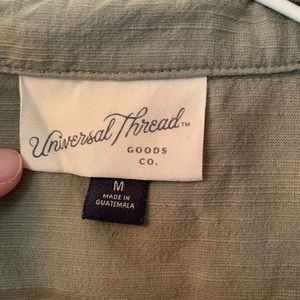 Universal Thread™
GOODS
CO.
M
MADE IN
GUATEMALA